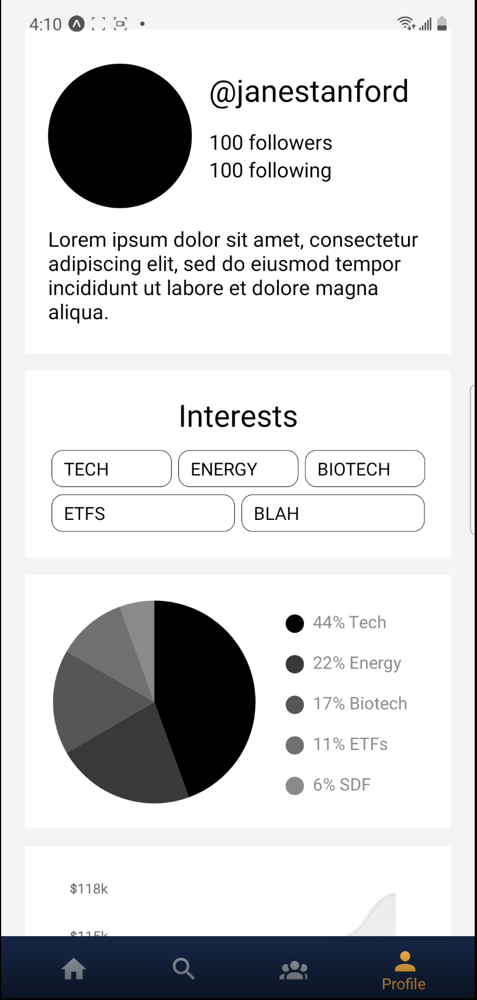 4:10
@janestanford
100 followers
100 following
Lorem ipsum dolor sit amet, consectetur
adipiscing elit, sed do eiusmod tempor
incididunt ut labore et dolore magna
aliqua.
Interests
TECH ENERGY BIOTECH
ETFS BLAH
44% Tech
22% Energy
17% Biotech
11% ETFs
6% SDF
$118k
$115k
Profile